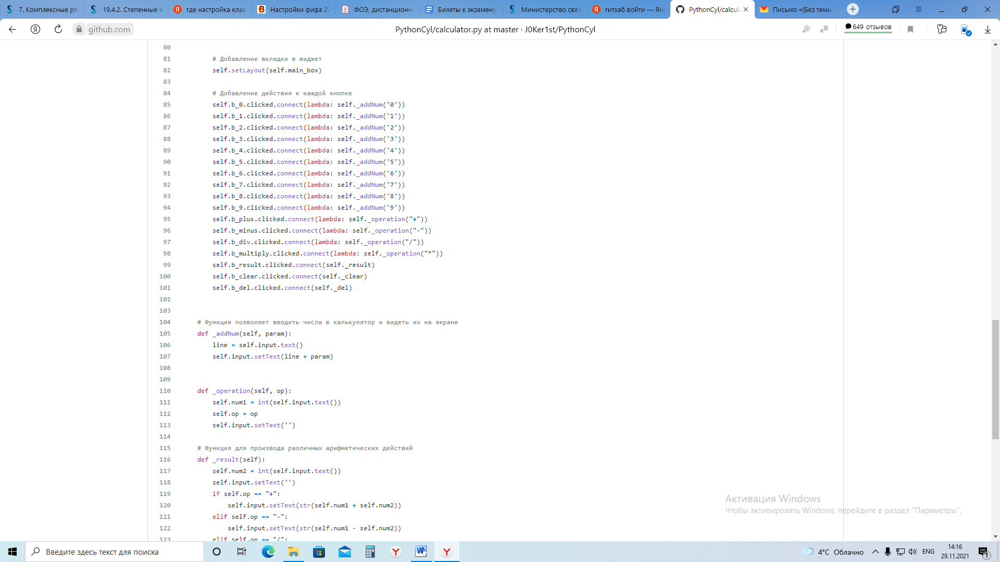 7. Комплексные ря
19.4.2. Степенные
где настройка клав
Настройки фифа 22
ФОЭ, дистанционн
Билеты к экзамену
Министерство связ
гитхаб войти — Ян
PythonCyl/calcula
Письмо «(Без темы
github.com
PythonCyl/calculator.py at master · J0Ker1st/PythonCyl
649 отзывов
80
81 # Добавление вкладки в виджет
82 self.setLayout(self.main_box)
83
84 # Добавление действия к каждой кнопке
85 self.b_0.clicked.connect(lambda: self._addNum('0'))
86 self.b_1.clicked.connect(lambda: self._addNum('1'))
87 self.b_2.clicked.connect(lambda: self._addNum('2'))
88 self.b_3.clicked.connect(lambda: self._addNum('3'))
89 self.b_4.clicked.connect(lambda: self._addNum('4'))
90 self.b_5.clicked.connect(lambda: self._addNum('5'))
91 self.b_6.clicked.connect(lambda: self._addNum('6'))
92 self.b_7.clicked.connect(lambda: self._addNum('7'))
93 self.b_8.clicked.connect(lambda: self._addNum('8'))
94 self.b_9.clicked.connect(lambda: self._addNum('9'))
95 self.b_plus.clicked.connect(lambda: self._operation("+"))
96 self.b_minus.clicked.connect(lambda: self._operation("-"))
97 self.b_div.clicked.connect(lambda: self._operation("/"))
98 self.b_multiply.clicked.connect(lambda: self._operation("*"))
99 self.b_result.clicked.connect(self._result)
100 self.b_clear.clicked.connect(self._clear)
101 self.b_del.clicked.connect(self._del)
102
103
104 # Функция позволяет вводить числа в калькулятор и видеть их на экране
105 def _addNum(self, param):
106 line = self.input.text()
107 self.input.setText(line + param)
108
109
110 def _operation(self, op):
111 self.num1 = int(self.input.text())
112 self.op = op
113 self.input.setText('')
114
115 # Функция для производа различных арифметических действий
116 def _result(self):
117 self.num2 = int(self.input.text())
118 self.input.setText('')
119 if self.op == "+":
120 self.input.setText(str(self.num1 + self.num2))
121 elif self.op == "-":
122 self.input.setText(str(self.num1 - self.num2))
123 elif self.op == "/":
Активация Windows
Чтобы активировать Windows, перейдите в раздел "Параметры".
Введите здесь текст для поиска
4°C Облачно
ENG
14:16
29.11.2021
1